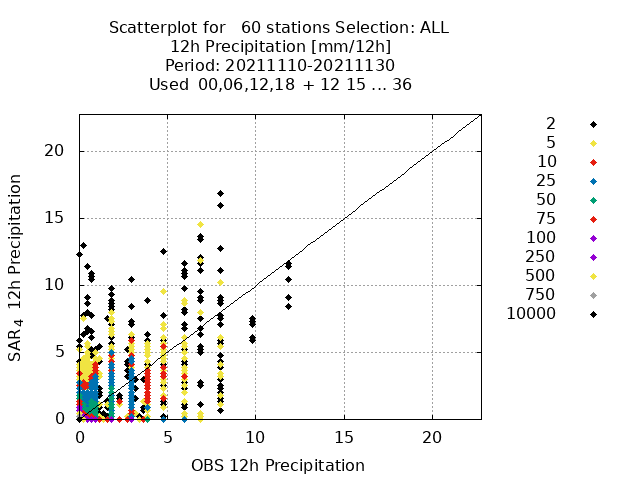 Scatterplot for 60 stations Selection: ALL
12h Precipitation [mm/12h]
Period: 20211110-20211130
Used 00,06,12,18 + 12 15 ... 36
2
5
10
25
50
75
100
250
500
750
10000
20
15
10
5
0
SAR4 12h Precipitation
0 5 10 15 20
OBS 12h Precipitation